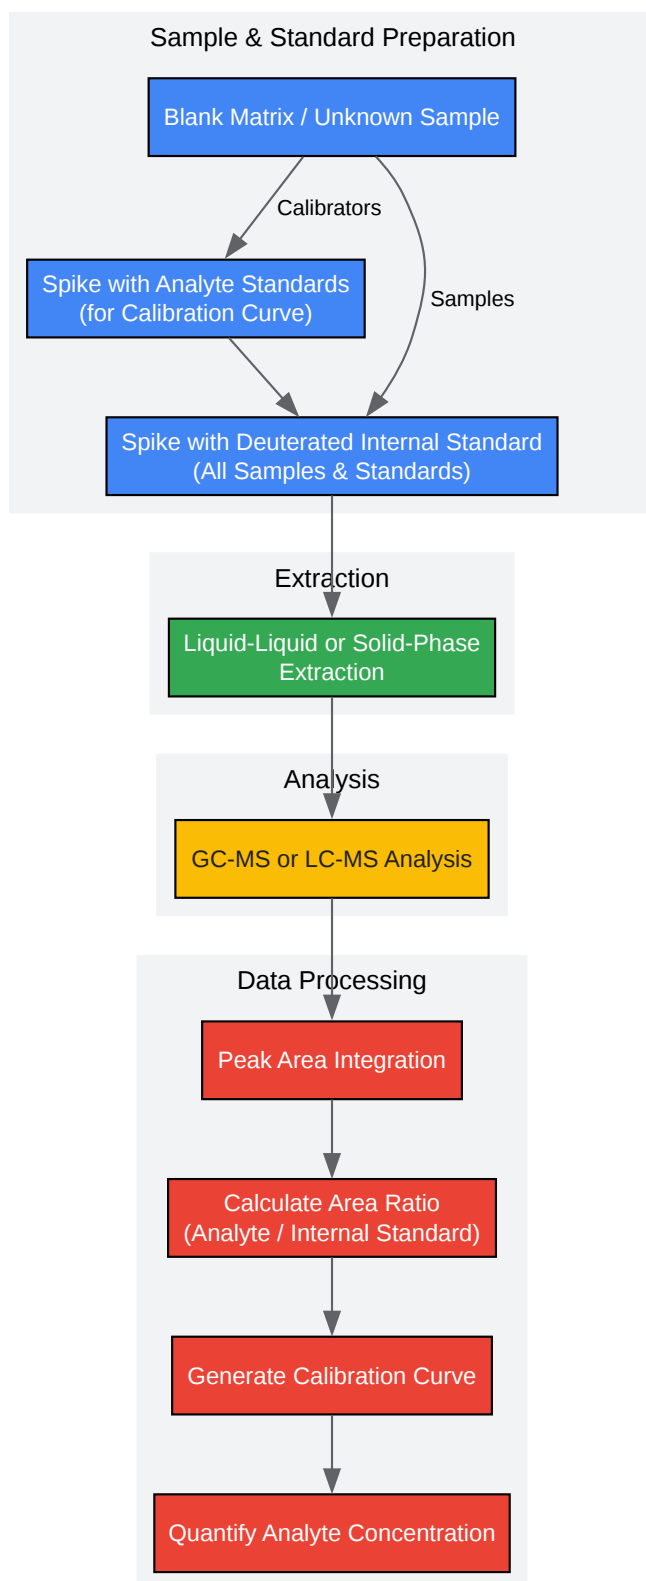 Sample & Standard Preparation
Blank Matrix / Unknown Sample
Calibrators
Spike with Analyte Standards
(for Calibration Curve)
Samples
Spike with Deuterated Internal Standard
(All Samples & Standards)
Extraction
Liquid-Liquid or Solid-Phase
Extraction
Analysis
GC-MS or LC-MS Analysis
Data Processing
Peak Area Integration
Calculate Area Ratio
(Analyte / Internal Standard)
Generate Calibration Curve
Quantify Analyte Concentration